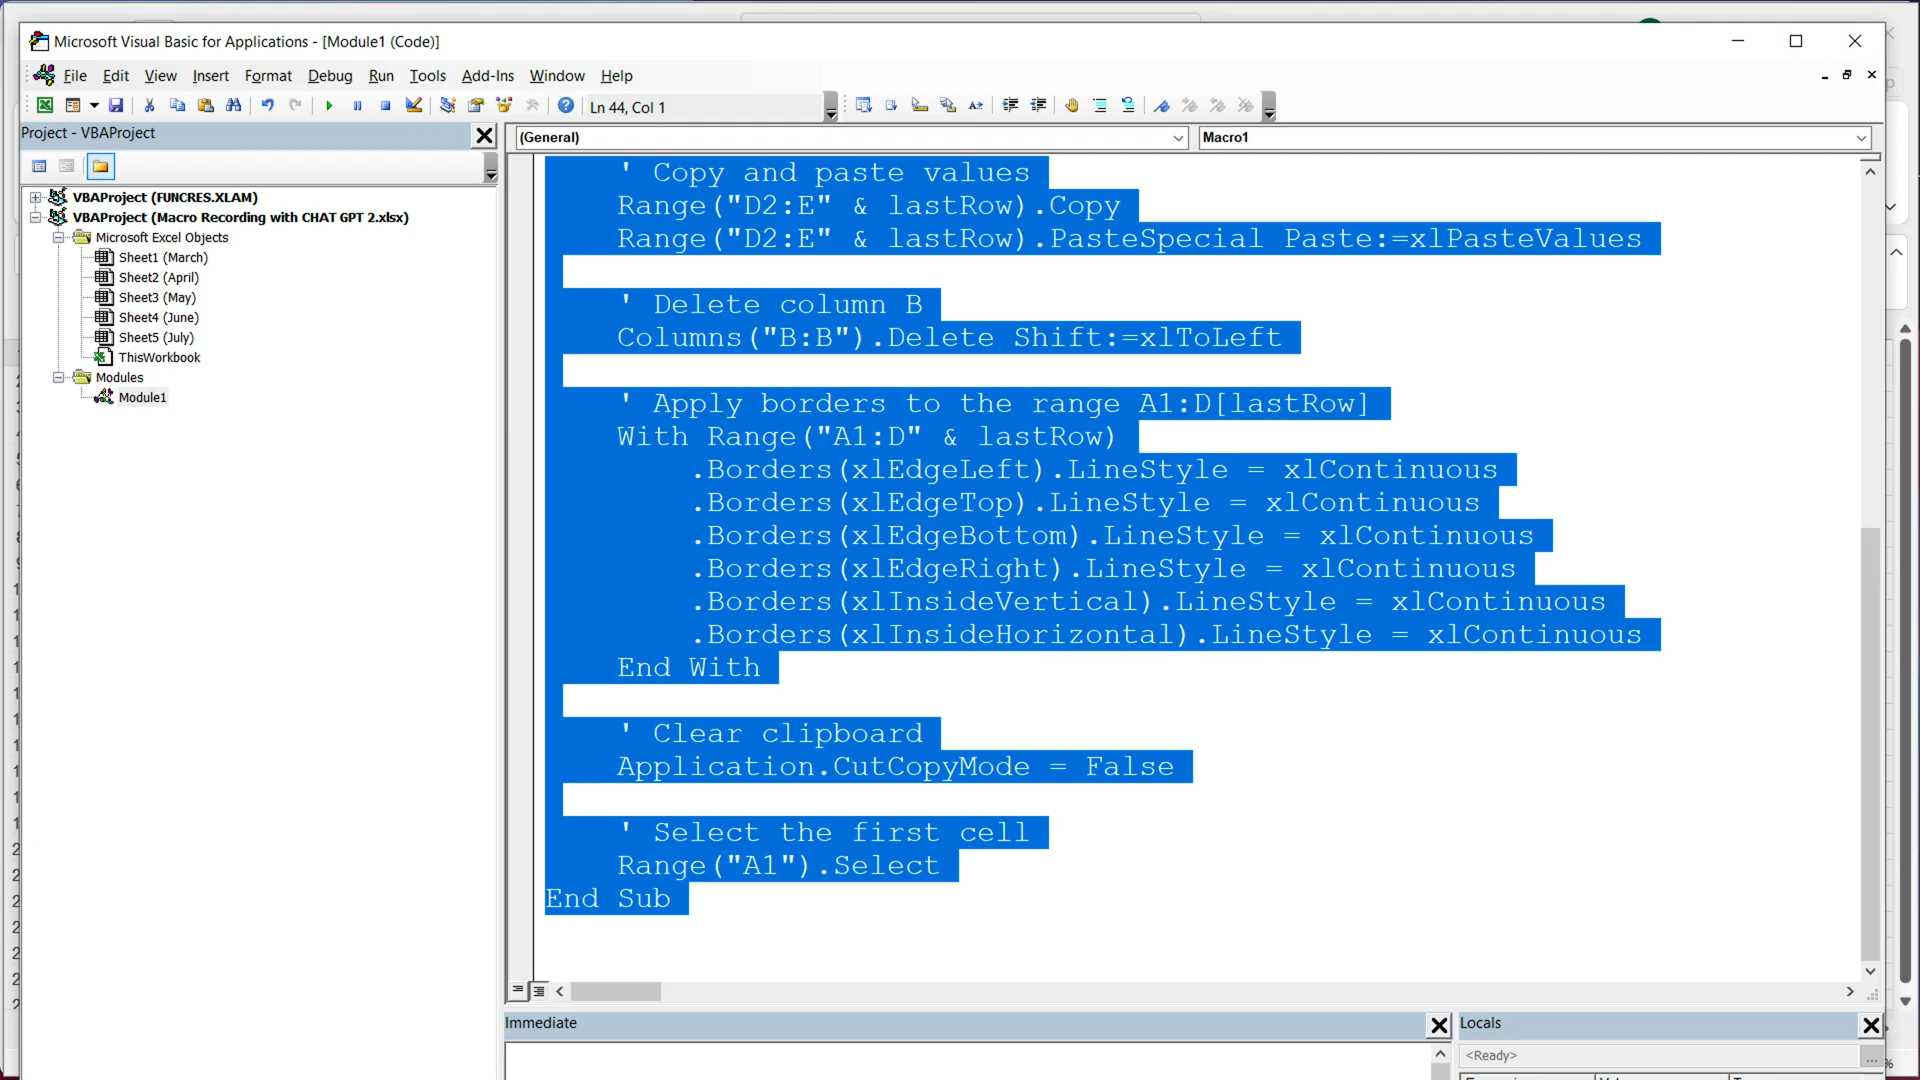 Microsoft Visual Basic for Applications - [Module1 (Code)]
File Edit View Insert Format Debug Run Tools Add-Ins Window Help
Ln 44, Col 1
Project - VBAProject
(General)
Macro1
VBAProject (FUNCRES.XLAM)
VBAProject (Macro Recording with CHAT GPT 2.xlsx)
Microsoft Excel Objects
Sheet1 (March)
Sheet2 (April)
Sheet3 (May)
Sheet4 (June)
Sheet5 (July)
ThisWorkbook
Modules
Module1
' Copy and paste values
Range("D2:E" & lastRow).Copy
Range("D2:E" & lastRow).PasteSpecial Paste:=xlPasteValues
' Delete column B
Columns("B:B").Delete Shift:=xlToLeft
' Apply borders to the range A1:D[lastRow]
With Range("A1:D" & lastRow)
.Borders(xlEdgeLeft).LineStyle = xlContinuous
.Borders(xlEdgeTop).LineStyle = xlContinuous
.Borders(xlEdgeBottom).LineStyle = xlContinuous
.Borders(xlEdgeRight).LineStyle = xlContinuous
.Borders(xlInsideVertical).LineStyle = xlContinuous
.Borders(xlInsideHorizontal).LineStyle = xlContinuous
End With
' Clear clipboard
Application.CutCopyMode = False
' Select the first cell
Range("A1").Select
End Sub
Immediate
Locals
<Ready>